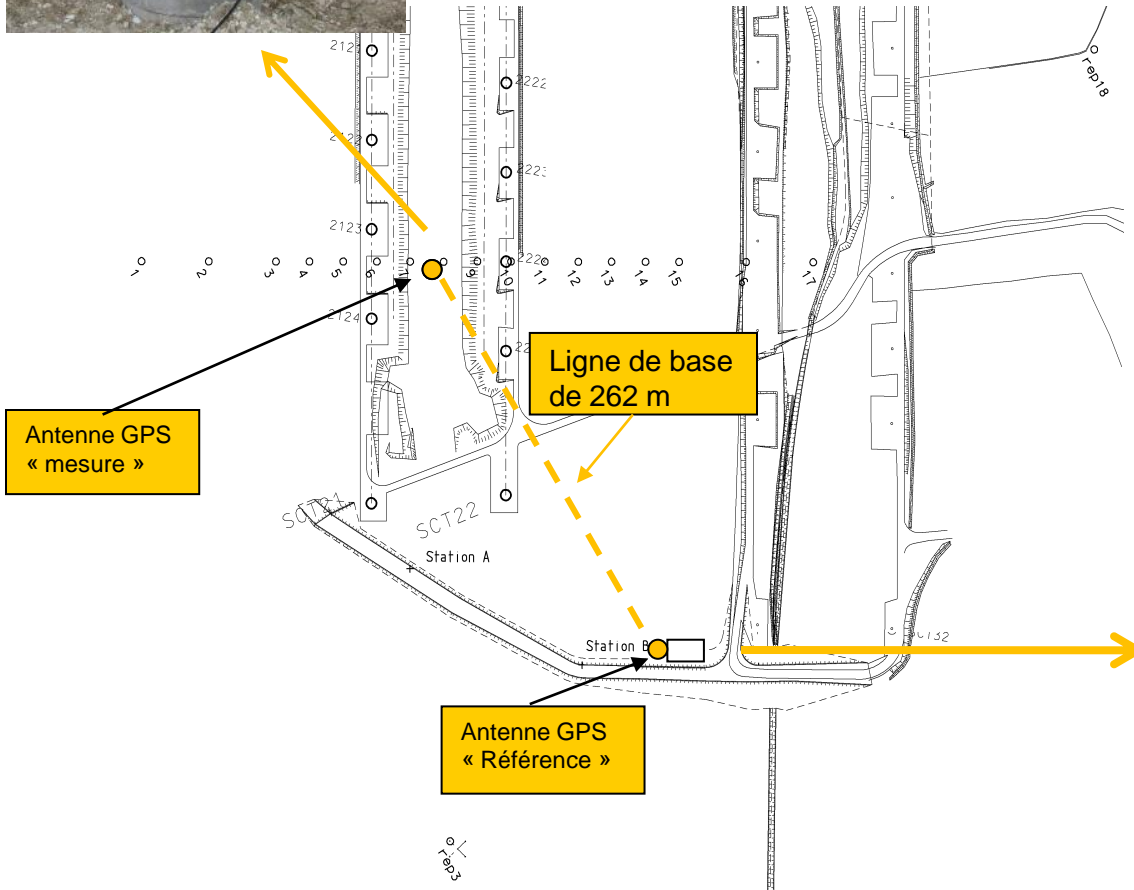 2121
2222
rep18
2122
2223
2123
1
2
3
4
5
6
7
8
9
10
11
12
13
14
15
16
17
2124
Ligne de base
de 262 m
Antenne GPS
« mesure »
SCT22
Station A
Station B
Antenne GPS
« Référence »
rep3